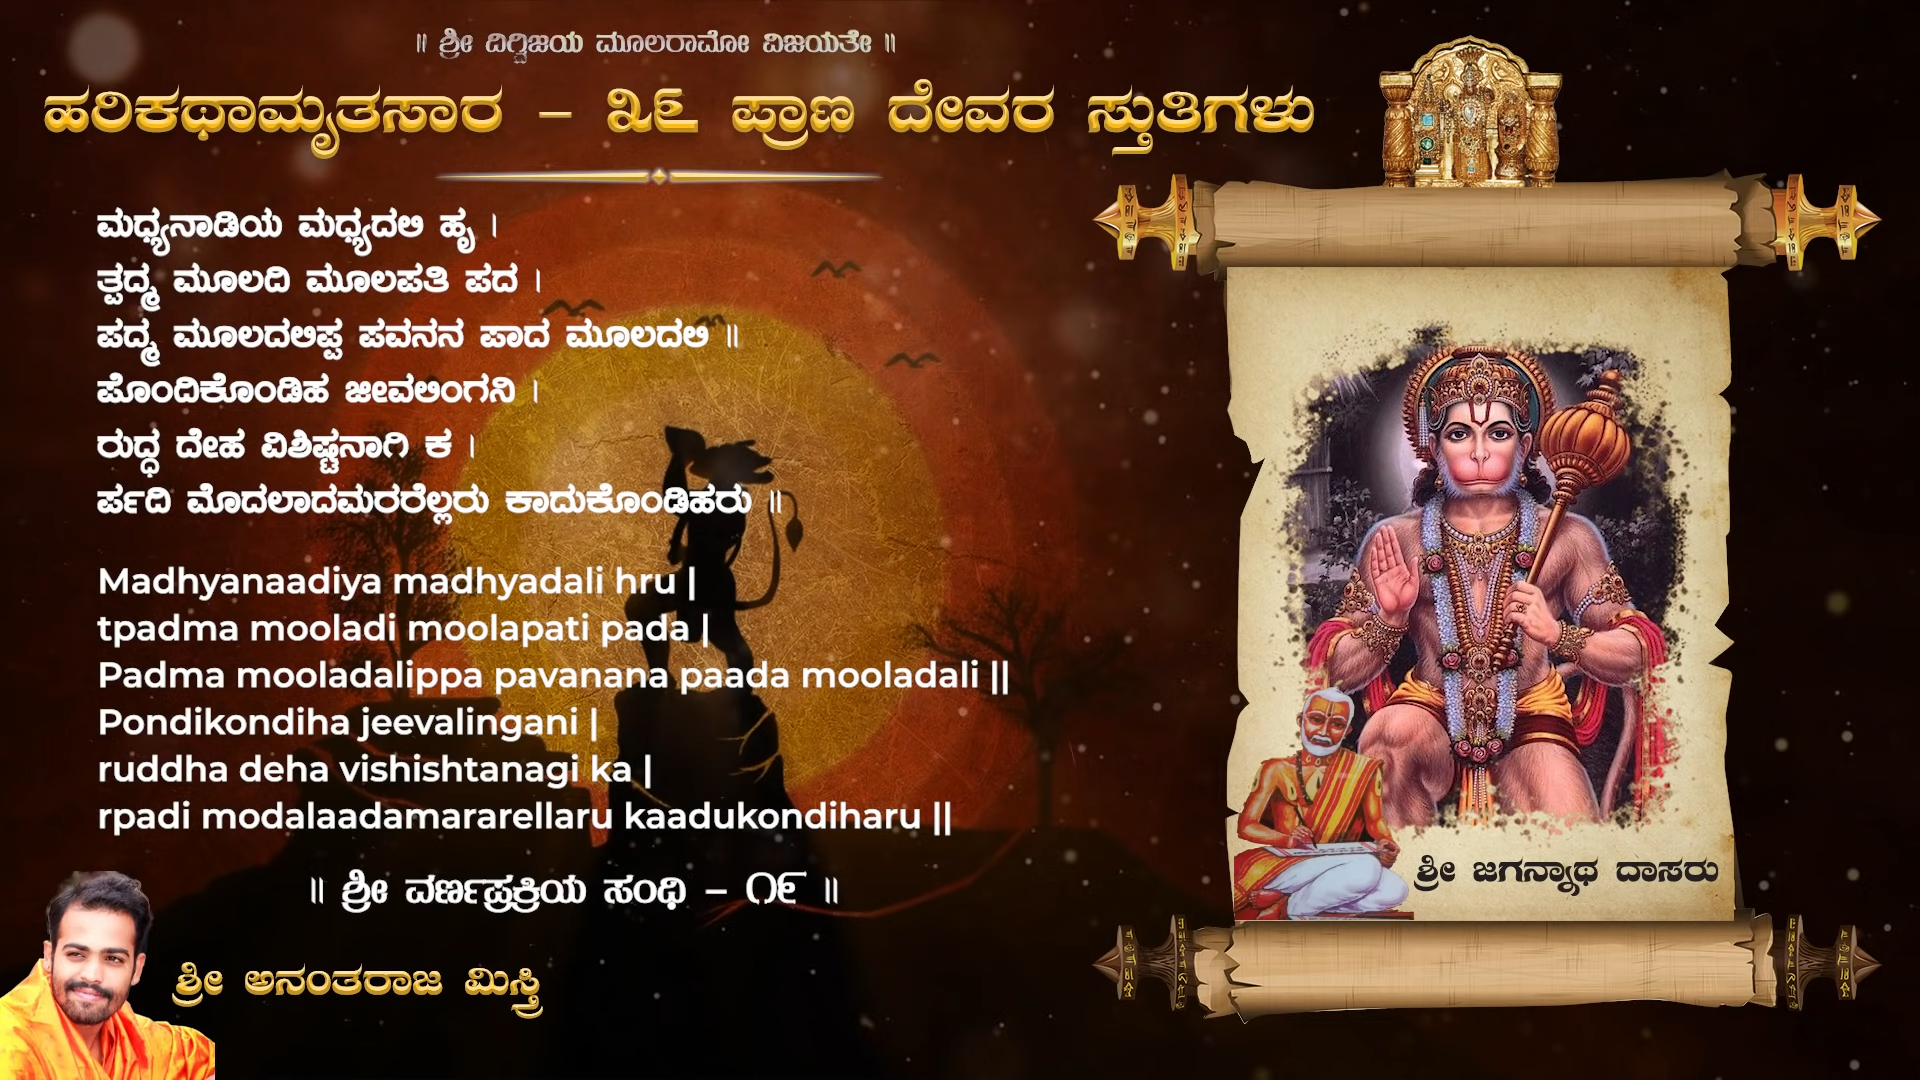 ॥ ಶ್ರೀ ದಿಗ್ವಿಜಯ ಮೂಲರಾಮೋ ವಿಜಯತೇ ॥
ಹರಿಕಥಾಮೃತಸಾರ – ೩೬ ಪ್ರಾಣ ದೇವರ ಸ್ತುತಿಗಳು
ಮಧ್ಯನಾಡಿಯ ಮಧ್ಯದಲಿ ಹೃ ।
ತ್ಪದ್ಮ ಮೂಲದಿ ಮೂಲಪತಿ ಪದ ।
ಪದ್ಮ ಮೂಲದಲಿಪ್ಪ ಪವನನ ಪಾದ ಮೂಲದಲಿ ॥
ಪೊಂದಿಕೊಂಡಿಹ ಜೀವಲಿಂಗನಿ ।
ರುದ್ಧ ದೇಹ ವಿಶಿಷ್ಟನಾಗಿ ಕ ।
ರ್ಪದಿ ಮೊದಲಾದಮರರೆಲ್ಲರು ಕಾದುಕೊಂಡಿಹರು ॥
Madhyanaadiya madhyadali hru |
tpadma mooladi moolapati pada |
Padma mooladalippa pavanana paada mooladali ||
Pondikondiha jeevalingani |
ruddha deha vishishtanagi ka |
rpadi modalaadamararellaru kaadukondiharu ||
॥ ಶ್ರೀ ವರ್ಣಪ್ರಕ್ರಿಯ ಸಂಧಿ – ೧೯ ॥
ಶ್ರೀ ಅನಂತರಾಜ ಮಿಸ್ತ್ರಿ
ಶ್ರೀ ಜಗನ್ನಾಥ ದಾಸರು